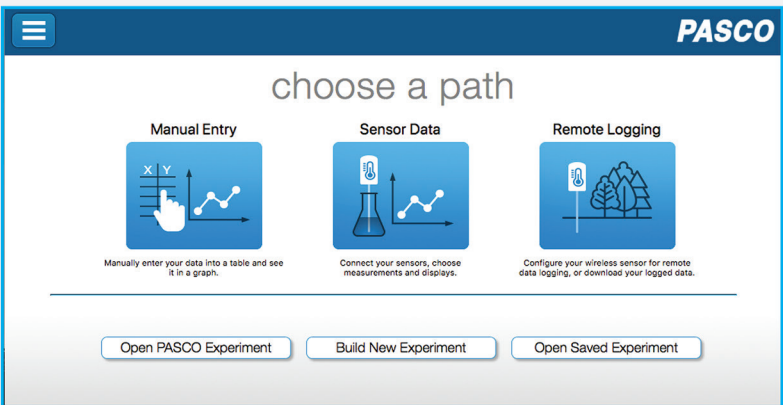 PASCO
choose a path
Manual Entry
Sensor Data
Remote Logging
X Y
Manually enter your data into a table and see
it in a graph.
Connect your sensors, choose
measurements and displays.
Configure your wireless sensor for remote
data logging, or download your logged data.
Open PASCO Experiment
Build New Experiment
Open Saved Experiment